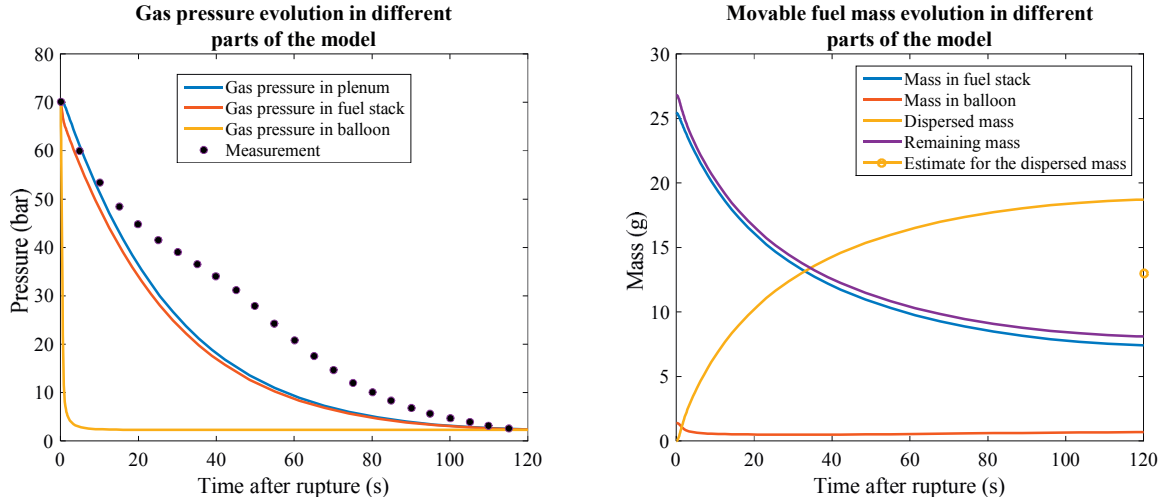 Gas pressure evolution in different
parts of the model
80
70
60
50
40
30
20
10
0
Pressure (bar)
Gas pressure in plenum
Gas pressure in fuel stack
Gas pressure in balloon
Measurement
0
20
40
60
80
100
120
Time after rupture (s)
Movable fuel mass evolution in different
parts of the model
30
25
20
15
10
5
0
Mass (g)
Mass in fuel stack
Mass in balloon
Dispersed mass
Remaining mass
Estimate for the dispersed mass
0
20
40
60
80
100
120
Time after rupture (s)